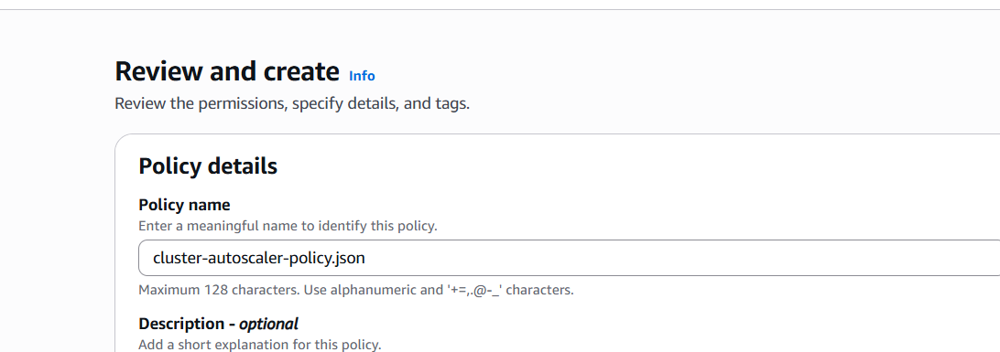 Review and create Info
Review the permissions, specify details, and tags.
Policy details
Policy name
Enter a meaningful name to identify this policy.
cluster-autoscaler-policy.json
Maximum 128 characters. Use alphanumeric and '+=,.@-_' characters.
Description - optional
Add a short explanation for this policy.